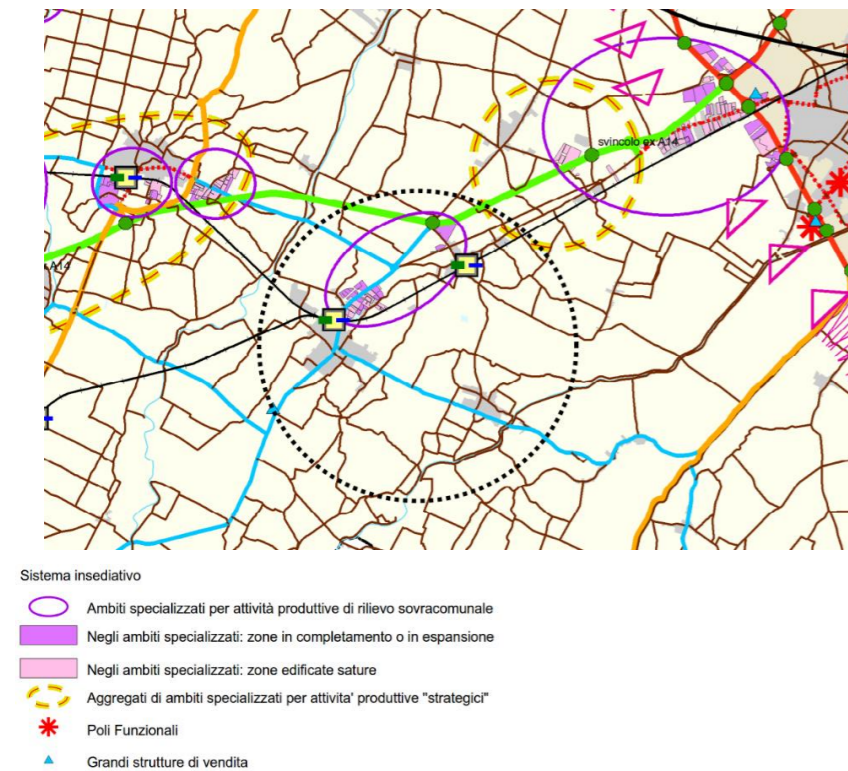 svincolo ex A14
A14
Sistema insediativo
Ambiti specializzati per attività produttive di rilievo sovracomunale
Negli ambiti specializzati: zone in completamento o in espansione
Negli ambiti specializzati: zone edificate sature
Aggregati di ambiti specializzati per attivita' produttive "strategici"
Poli Funzionali
Grandi strutture di vendita